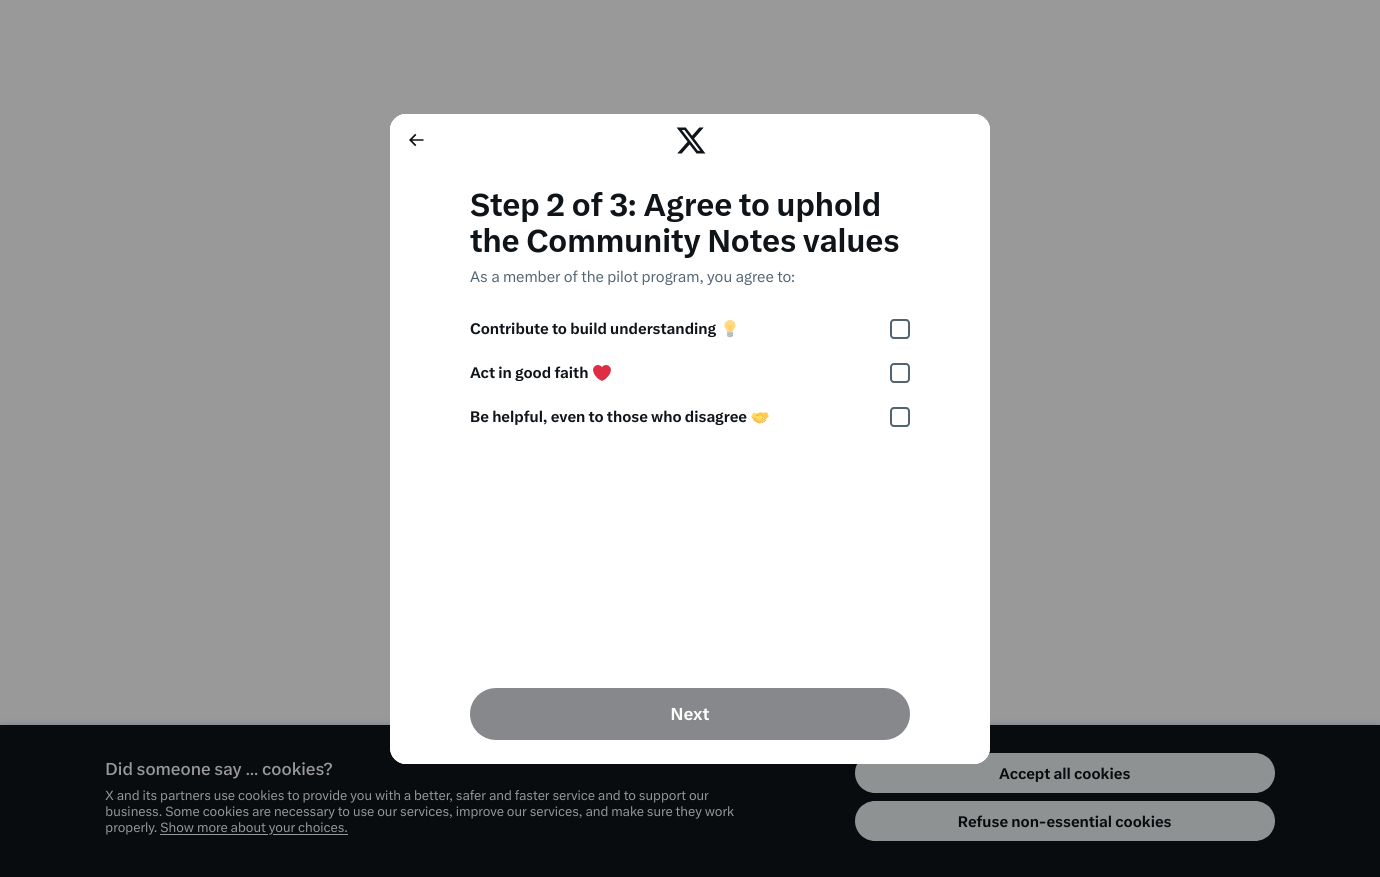 Step 2 of 3: Agree to uphold
the Community Notes values
As a member of the pilot program, you agree to:
Contribute to build understanding 💡
Act in good faith ❤️
Be helpful, even to those who disagree 🤝
Next
Did someone say … cookies?
X and its partners use cookies to provide you with a better, safer and faster service and to support our
business. Some cookies are necessary to use our services, improve our services, and make sure they work
properly. Show more about your choices.
Accept all cookies
Refuse non-essential cookies